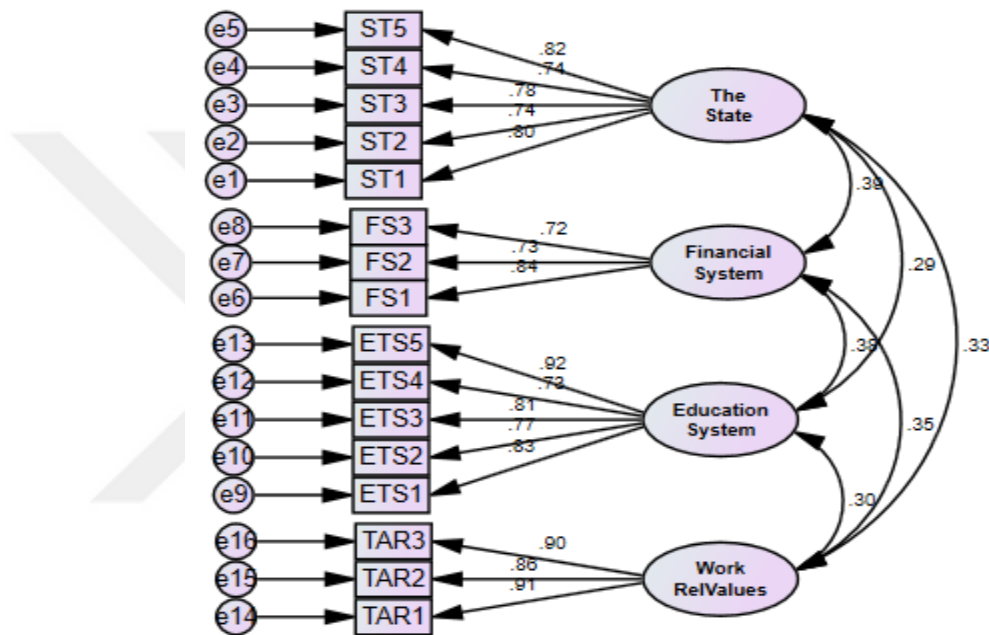 e5 ST5
.82
e4 ST4
.74
e3 ST3
.78
The
State
e2 ST2
.74
e1 ST1
.80
.39
e8 FS3
.72
e7 FS2
.73
Financial
System
.29
e6 FS1
.84
e13 ETS5
.92
.38
.33
e12 ETS4
.73
e11 ETS3
.81
Education
System
.35
e10 ETS2
.77
e9 ETS1
.83
.30
e16 TAR3
.90
e15 TAR2
.86
Work
RelValues
e14 TAR1
.91